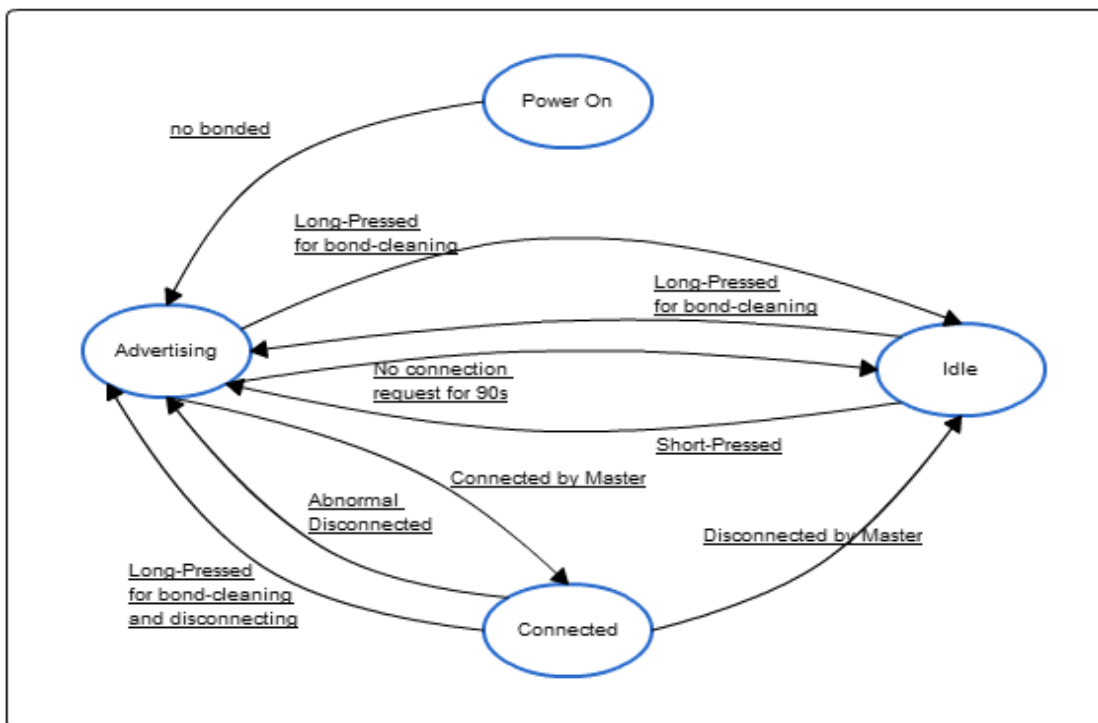 Power On
no bonded
Long-Pressed
for bond-cleaning
Long-Pressed
for bond-cleaning
Advertising
No connection
request for 90s
Idle
Short-Pressed
Connected by Master
Abnormal
Disconnected
Disconnected by Master
Long-Pressed
for bond-cleaning
and disconnecting
Connected